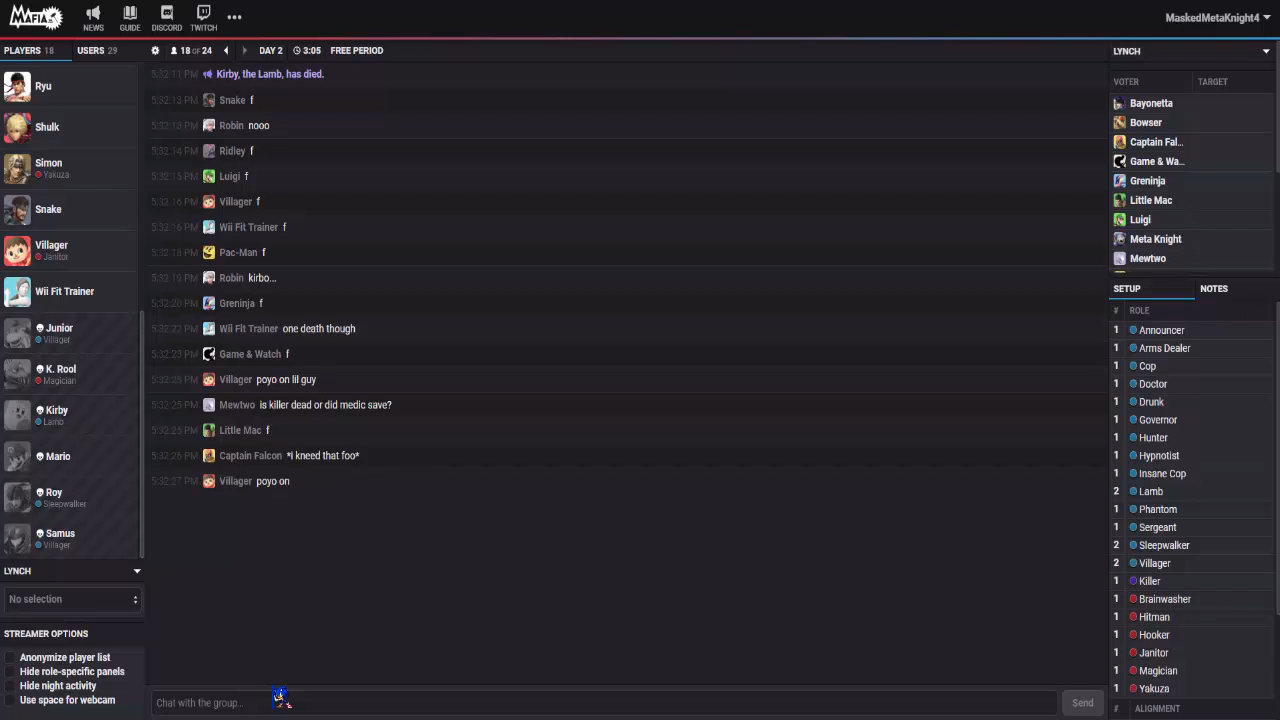 MAFIA
NEWS
GUIDE
DISCORD
TWITCH
MaskedMetaKnight4
PLAYERS 18
USERS 29
18 OF 24
DAY 2
3:05
FREE PERIOD
Ryu
Shulk
Simon
Yakuza
Snake
Villager
Janitor
Wii Fit Trainer
Junior
Villager
K. Rool
Magician
Kirby
Lamb
Mario
Roy
Sleepwalker
Samus
Villager
LYNCH
No selection
STREAMER OPTIONS
Anonymize player list
Hide role-specific panels
Hide night activity
Use space for webcam
5:32:11 PM Kirby, the Lamb, has died.
5:32:13 PM Snake f
5:32:13 PM Robin nooo
5:32:14 PM Ridley f
5:32:15 PM Luigi f
5:32:16 PM Villager f
5:32:16 PM Wii Fit Trainer f
5:32:18 PM Pac-Man f
5:32:19 PM Robin kirbo...
5:32:20 PM Greninja f
5:32:23 PM Wii Fit Trainer one death though
5:32:23 PM Game & Watch f
5:32:25 PM Villager poyo on lil guy
5:32:25 PM Mewtwo is killer dead or did medic save?
5:32:25 PM Little Mac f
5:32:26 PM Captain Falcon *i kneed that foo*
5:32:27 PM Villager poyo on
Chat with the group...
Send
LYNCH
VOTER TARGET
Bayonetta
Bowser
Captain Fal...
Game & Wa...
Greninja
Little Mac
Luigi
Meta Knight
Mewtwo
SETUP
NOTES
# ROLE
1 Announcer
1 Arms Dealer
1 Cop
1 Doctor
1 Drunk
1 Governor
1 Hunter
1 Hypnotist
1 Insane Cop
2 Lamb
1 Phantom
1 Sergeant
2 Sleepwalker
2 Villager
1 Killer
1 Brainwasher
1 Hitman
1 Hooker
1 Janitor
1 Magician
1 Yakuza
# ALIGNMENT